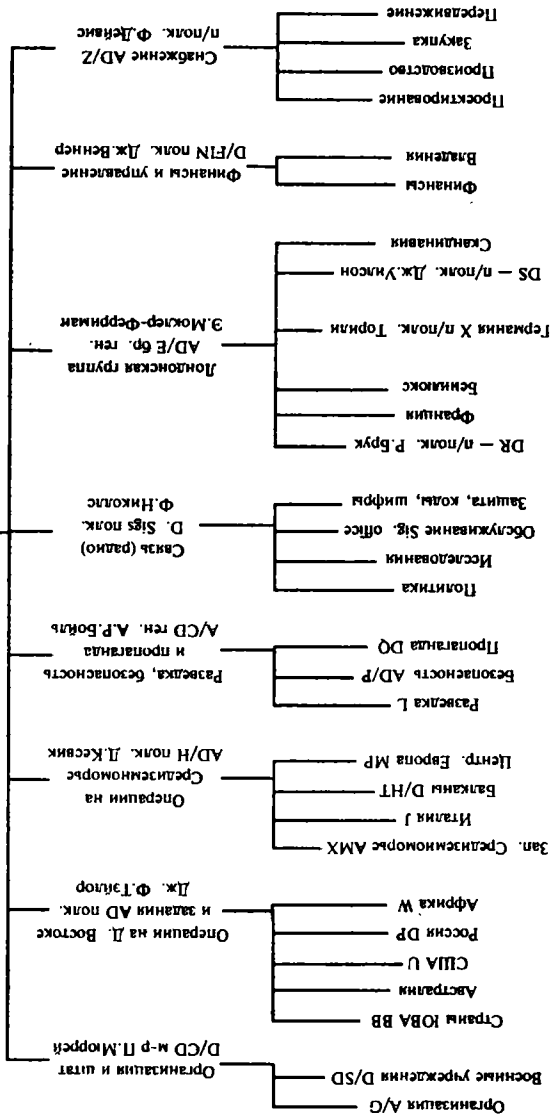 Организация и штат
D/CD м-р П.Мюррей
Организация A/G
Военные учреждения D/SD
Операции на Д. Востоке
и задания AD полк.
Дж. Ф.Тэйлор
Страны ЮВА BB
Австралия
США U
Россия DP
Африка W
Операции на
Средиземноморье
AD/H полк. Д.Кесвик
Зап. Средиземноморье AMX
Италия J
Балканы D/HT
Центр. Европа MP
Разведка, безопасность
и пропаганда
A/CD ген. А.Р.Бойль
Разведка L
Безопасность AD/P
Пропаганда DQ
Связь (радио)
D. Sigs полк.
Ф.Николлс
Политика
Исследования
Обслуживание Sig. office
Защита, коды, шифры
Лондонская группа
AD/E бр. ген.
Э.Моклер-Ферриман
DR — п/полк. Р.Брук
Франция
Бенилюкс
Германия X п/полк. Торили
DS — п/полк. Дж.Уилсон
Скандинавия
Финансы и управление
D/FIN полк. Дж.Веннер
Финансы
Владения
Снабжение AD/Z
п/полк. Ф.Дейвис
Проектирование
Производство
Закупка
Передвижение